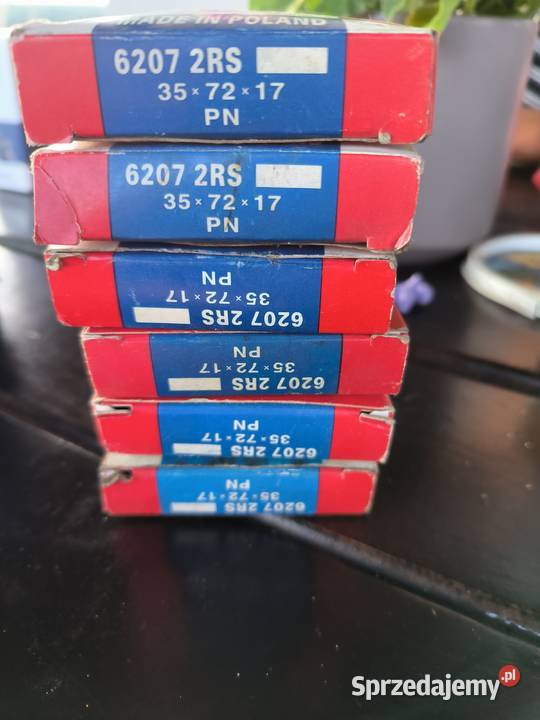 MADE IN POLAND
6207 2RS
35×72×17
PN
6207 2RS
35×72×17
PN
6207 2RS
35×72×17
PN
6207 2RS
35×72×17
PN
6207 2RS
35×72×17
PN
6207 2RS
35×72×17
PN
Sprzedajemy.pl